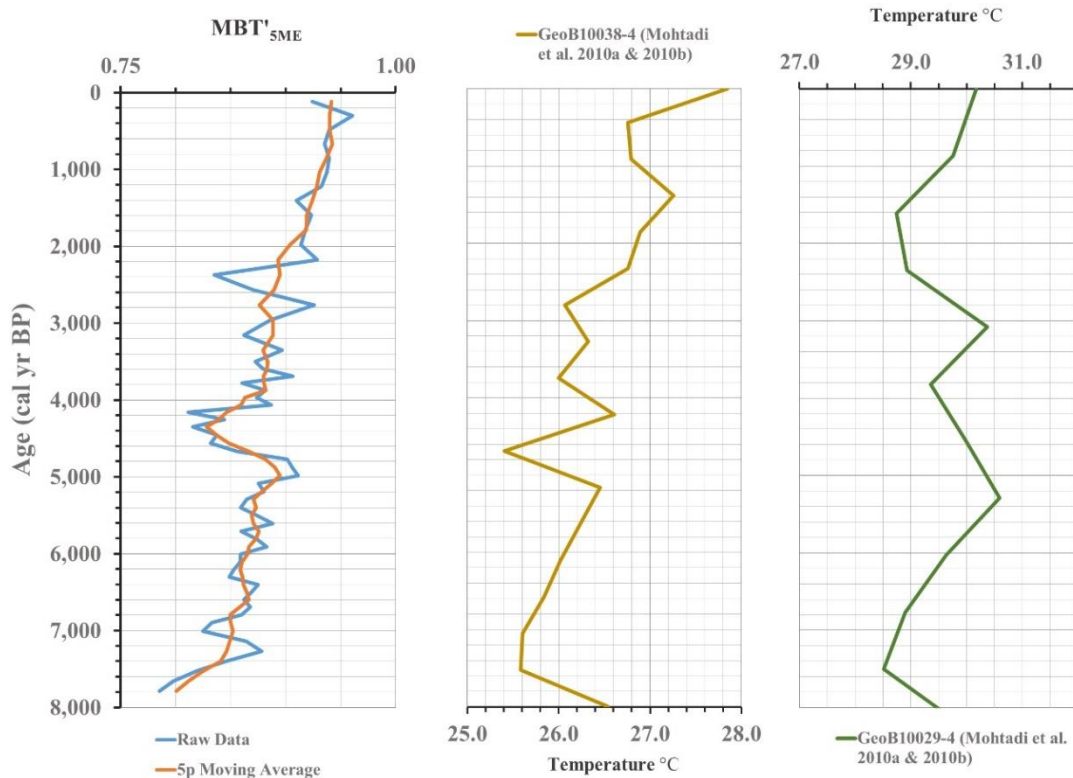 MBT'5ME
0.75 1.00
Age (cal yr BP)
0
1,000
2,000
3,000
4,000
5,000
6,000
7,000
8,000
Raw Data
5p Moving Average
GeoB10038-4 (Mohtadi
et al. 2010a & 2010b)
25.0 26.0 27.0 28.0
Temperature °C
Temperature °C
27.0 29.0 31.0
GeoB10029-4 (Mohtadi et al.
2010a & 2010b)